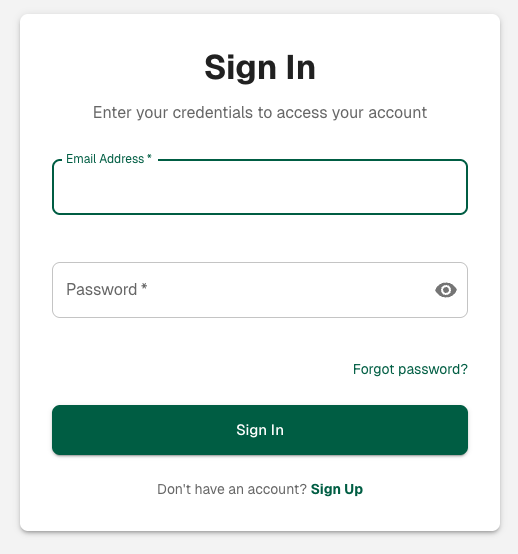 Sign In
Enter your credentials to access your account
Email Address *
Password *
Forgot password?
Sign In
Don't have an account? Sign Up